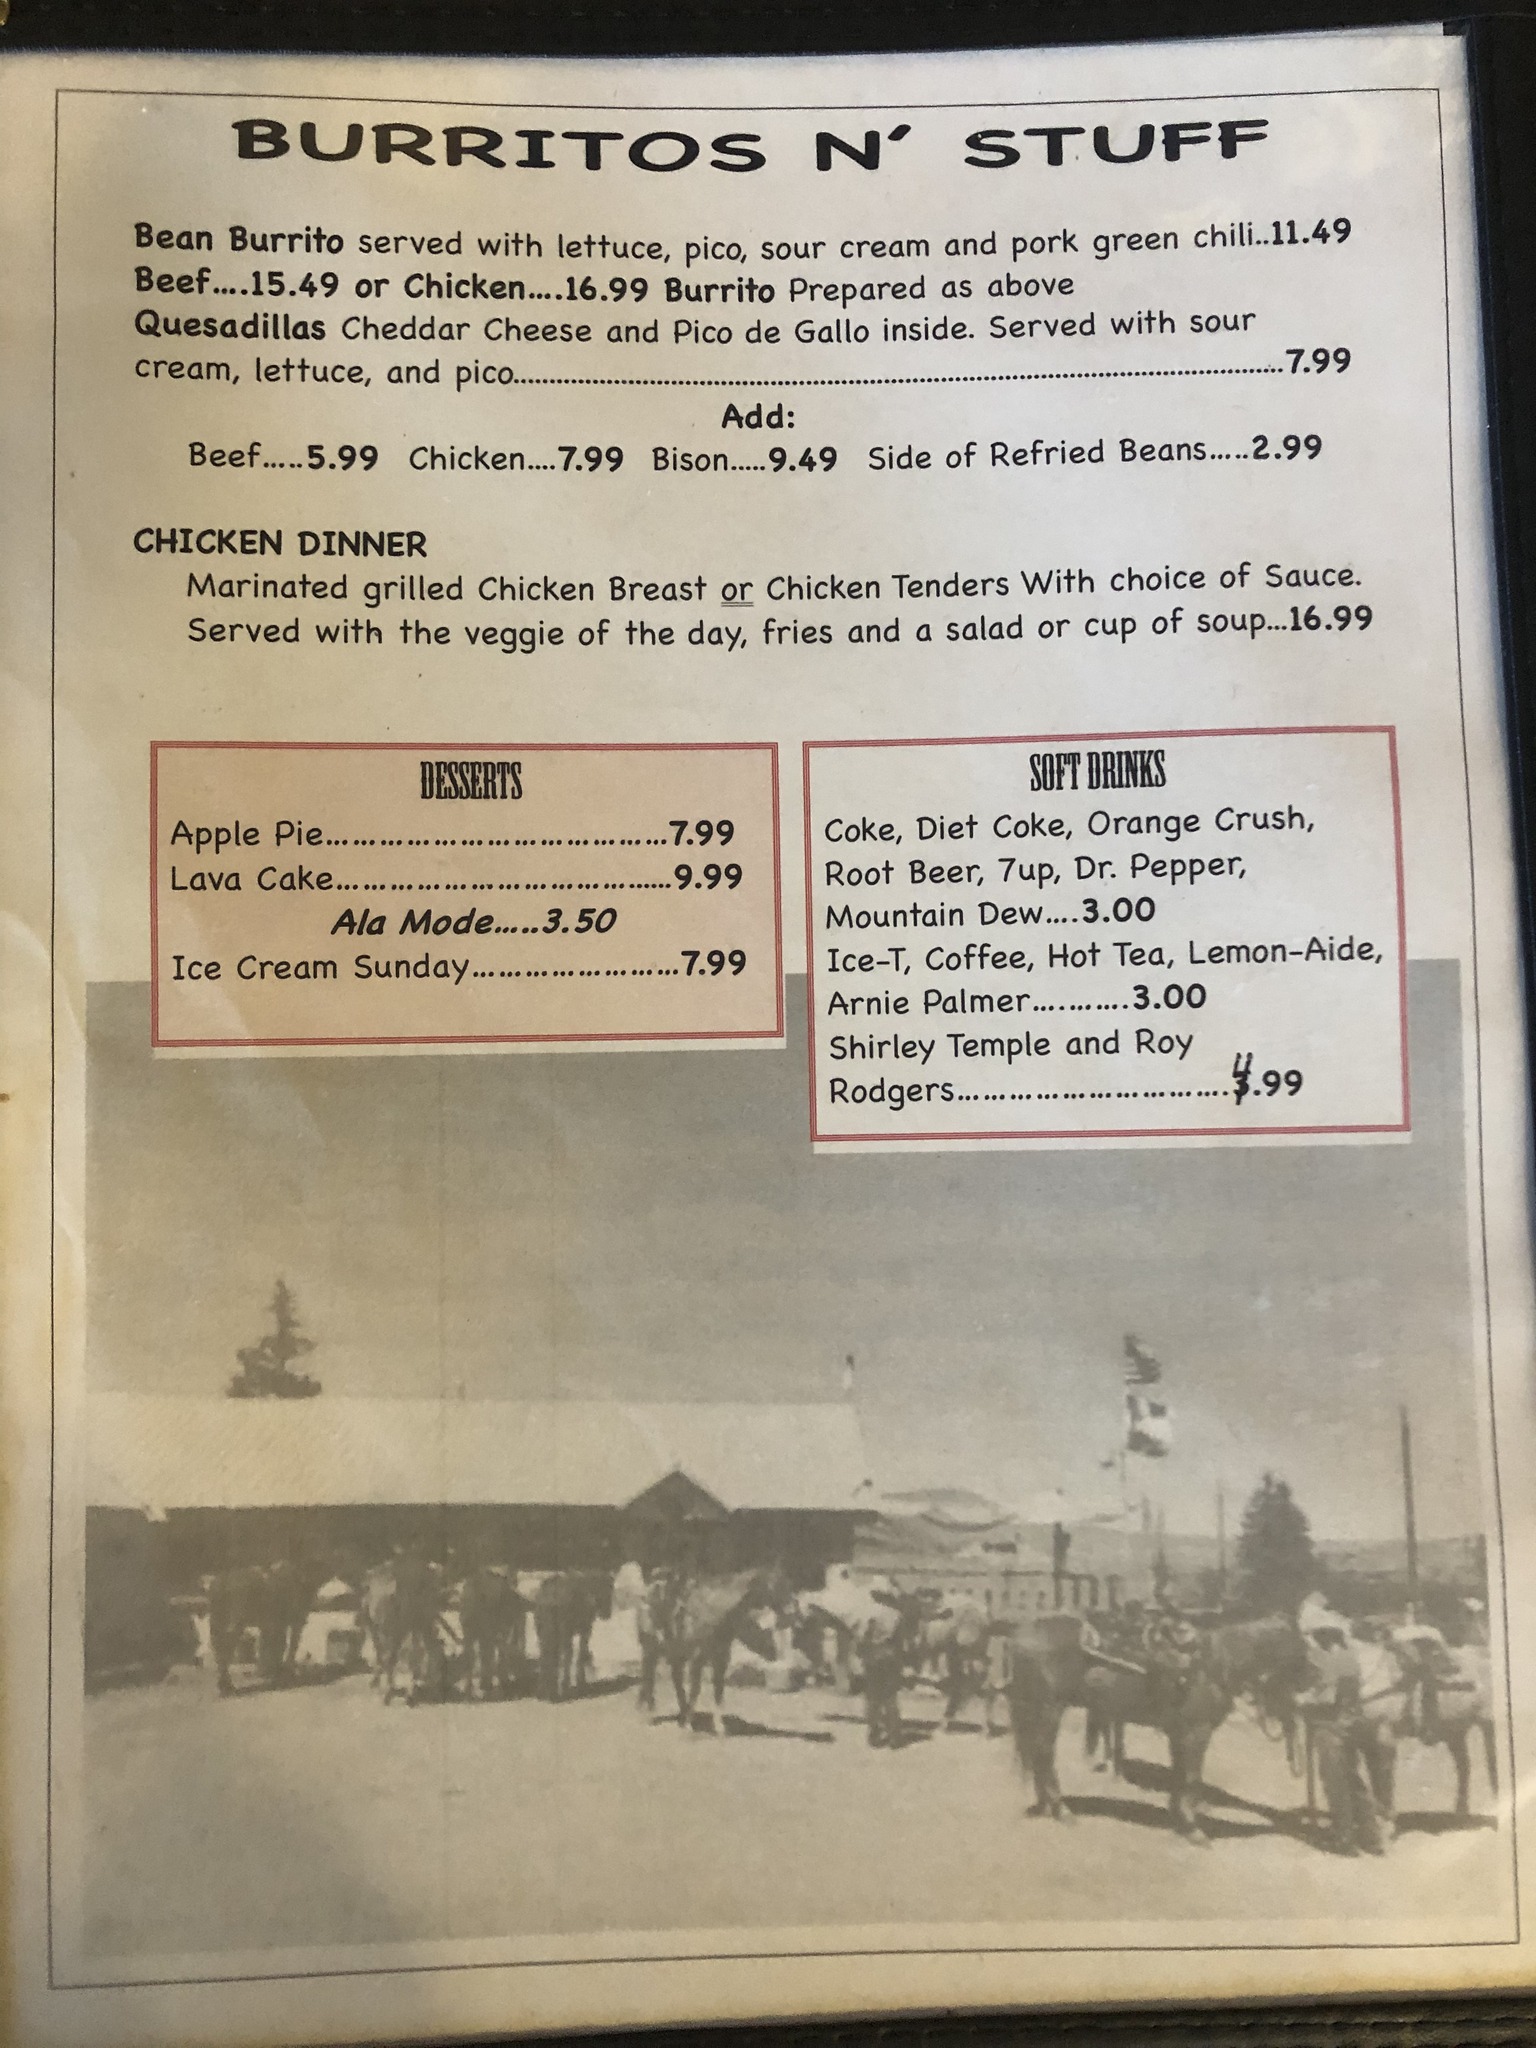 BURRITOS N' STUFF
Bean Burrito served with lettuce, pico, sour cream and pork green chili..11.49
Beef....15.49 or Chicken....16.99 Burrito Prepared as above
Quesadillas Cheddar Cheese and Pico de Gallo inside. Served with sour
cream, lettuce, and pico..........7.99
Add:
Beef.....5.99 Chicken....7.99 Bison.....9.49 Side of Refried Beans.....2.99
CHICKEN DINNER
Marinated grilled Chicken Breast or Chicken Tenders With choice of Sauce.
Served with the veggie of the day, fries and a salad or cup of soup...16.99
DESSERTS
Apple Pie..........7.99
Lava Cake..........9.99
Ala Mode.....3.50
Ice Cream Sunday..........7.99
SOFT DRINKS
Coke, Diet Coke, Orange Crush,
Root Beer, 7up, Dr. Pepper,
Mountain Dew....3.00
Ice-T, Coffee, Hot Tea, Lemon-Aide,
Arnie Palmer..........3.00
Shirley Temple and Roy
Rodgers..........4.99